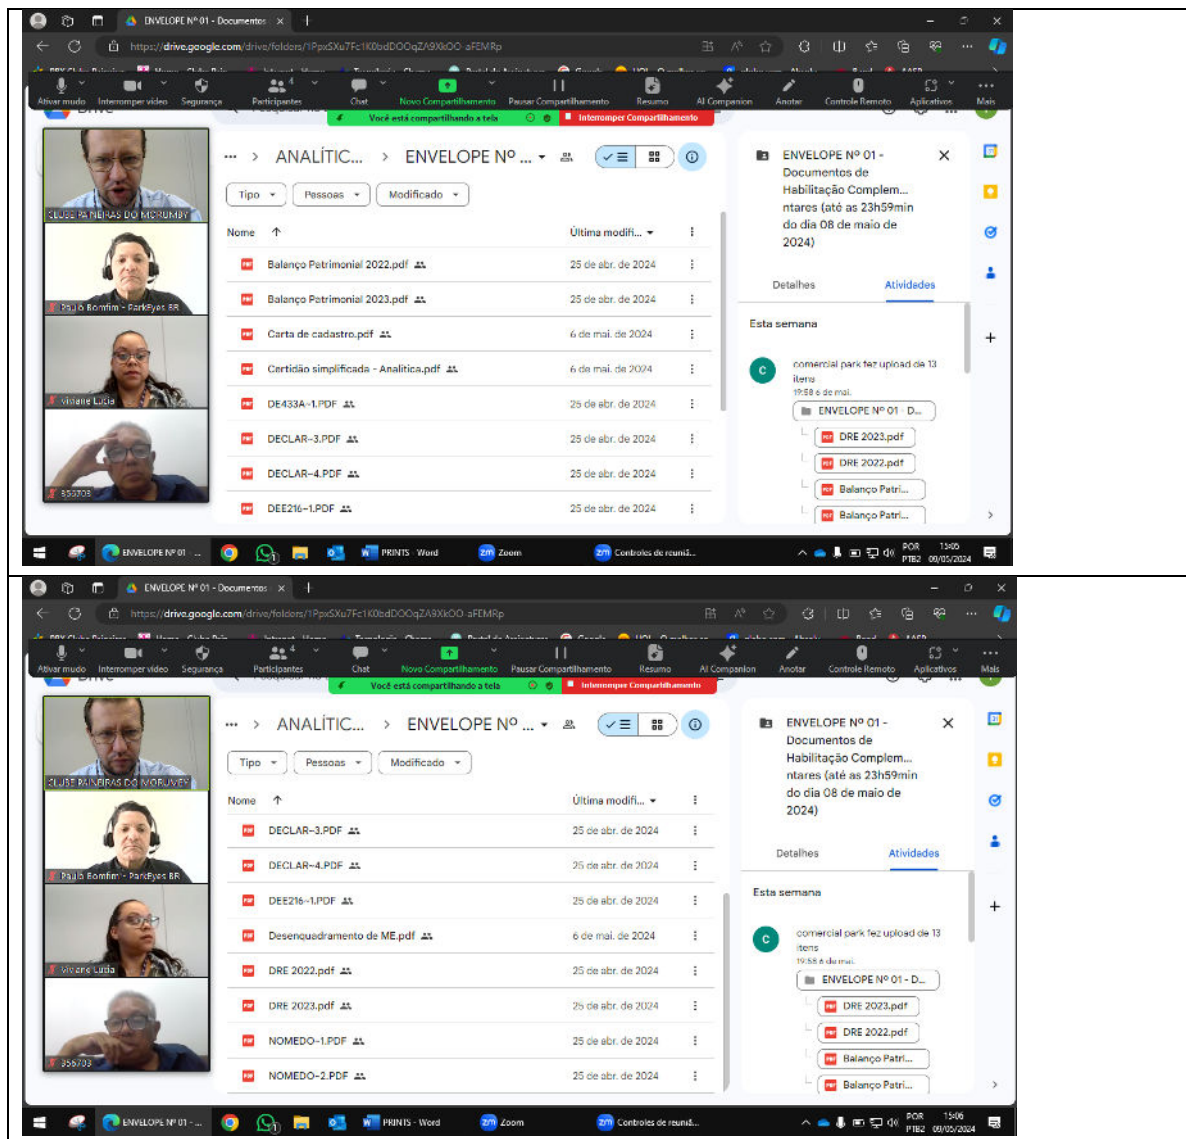 ENVELOPE Nº 01 - Documentos
https://drive.google.com/drive/folders/1PpxSXu7Fc1K0bdDOOqZA9XkOO-aFEMRp
Ativar mudo Interromper vídeo Segurança Participantes 4 Chat Novo Compartilhamento Pausar Compartilhamento Resumo AI Companion Anotar Controle Remoto Aplicativos Mais
Você está compartilhando a tela Interromper Compartilhamento
CLUBE PAINEIRAS DO MORUMBY
Paulo Bomfim - ParkEyes BR
Viviane Lucia
856703
ANALÍTIC... > ENVELOPE Nº ...
Tipo Pessoas Modificado
Nome Última modifi...
Balanço Patrimonial 2022.pdf 25 de abr. de 2024
Balanço Patrimonial 2023.pdf 25 de abr. de 2024
Carta de cadastro.pdf 6 de mai. de 2024
Certidão simplificada - Analítica.pdf 6 de mai. de 2024
DE433A~1.PDF 25 de abr. de 2024
DECLAR~3.PDF 25 de abr. de 2024
DECLAR~4.PDF 25 de abr. de 2024
DEE216~1.PDF 25 de abr. de 2024
ENVELOPE Nº 01 -
Documentos de
Habilitação Complem...
ntares (até as 23h59min
do dia 08 de maio de
2024)
Detalhes Atividades
Esta semana
C comercial park fez upload de 13
itens
19:58 6 de mai.
ENVELOPE Nº 01 - D...
DRE 2023.pdf
DRE 2022.pdf
Balanço Patri...
Balanço Patri...
ENVELOPE Nº 01 - ... PRINTS - Word Zoom Controles de reuniã... POR 15:05
PTB2 09/05/2024
ENVELOPE Nº 01 - Documentos
https://drive.google.com/drive/folders/1PpxSXu7Fc1K0bdDOOqZA9XkOO-aFEMRp
Ativar mudo Interromper vídeo Segurança Participantes 4 Chat Novo Compartilhamento Pausar Compartilhamento Resumo AI Companion Anotar Controle Remoto Aplicativos Mais
Você está compartilhando a tela Interromper Compartilhamento
CLUBE PAINEIRAS DO MORUMBY
Paulo Bomfim - ParkEyes BR
Viviane Lucia
856703
ANALÍTIC... > ENVELOPE Nº ...
Tipo Pessoas Modificado
Nome Última modifi...
DECLAR~3.PDF 25 de abr. de 2024
DECLAR~4.PDF 25 de abr. de 2024
DEE216~1.PDF 25 de abr. de 2024
Desenquadramento de ME.pdf 6 de mai. de 2024
DRE 2022.pdf 25 de abr. de 2024
DRE 2023.pdf 25 de abr. de 2024
NOMEDO~1.PDF 25 de abr. de 2024
NOMEDO~2.PDF 25 de abr. de 2024
ENVELOPE Nº 01 -
Documentos de
Habilitação Complem...
ntares (até as 23h59min
do dia 08 de maio de
2024)
Detalhes Atividades
Esta semana
C comercial park fez upload de 13
itens
19:58 6 de mai.
ENVELOPE Nº 01 - D...
DRE 2023.pdf
DRE 2022.pdf
Balanço Patri...
Balanço Patri...
ENVELOPE Nº 01 - ... PRINTS - Word Zoom Controles de reuniã... POR 15:06
PTB2 09/05/2024